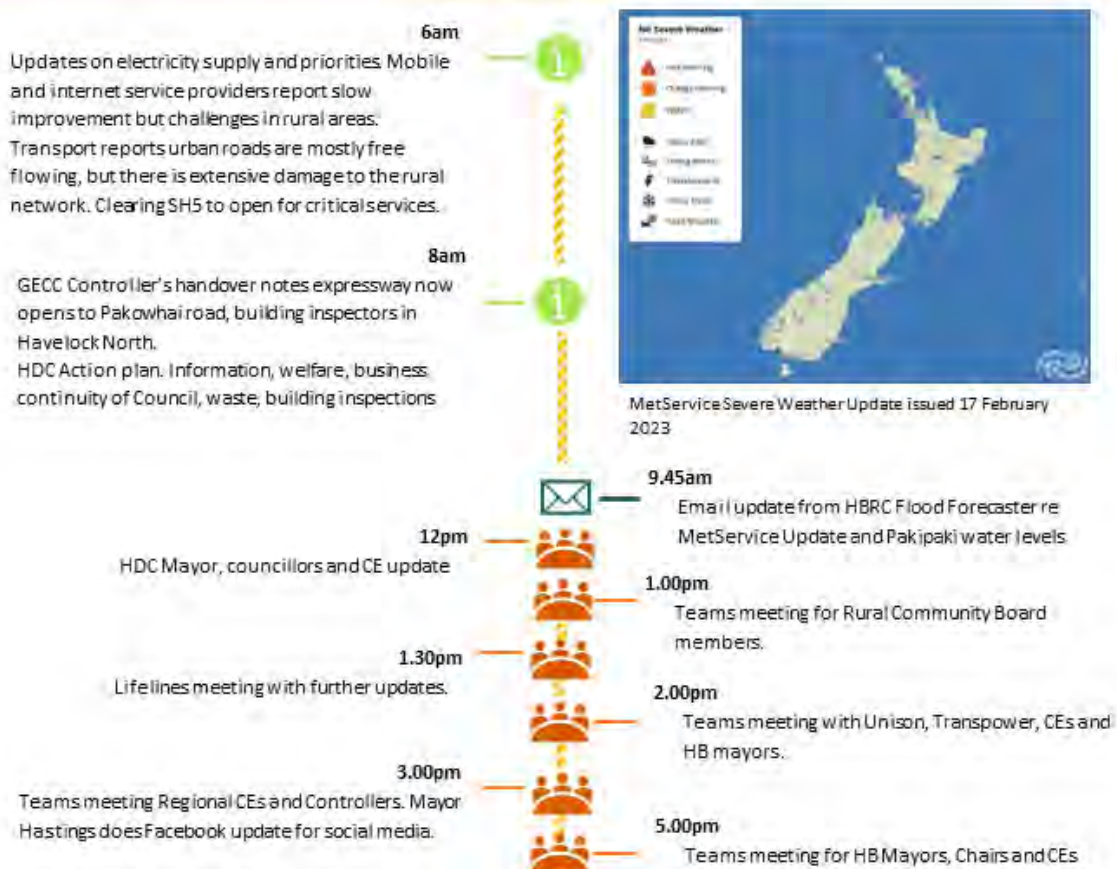 6am
Updates on electricity supply and priorities. Mobile
and internet service providers report slow
improvement but challenges in rural areas.
Transport reports urban roads are mostly free
flowing, but there is extensive damage to the rural
network. Clearing SH5 to open for critical services.
8am
GECC Controller's handover notes expressway now
opens to Pakowhai road, building inspectors in
Havelock North.
HDC Action plan. Information, welfare, business
continuity of Council, waste, building inspections
NZ Severe Weather
MetService Severe Weather Update issued 17 February
2023
9.45am
Email update from HBRC Flood Forecaster re
MetService Update and Pakipaki water levels
12pm
HDC Mayor, councillors and CE update
1.00pm
Teams meeting for Rural Community Board
members.
1.30pm
Lifelines meeting with further updates.
2.00pm
Teams meeting with Unison, Transpower, CEs and
HB mayors.
3.00pm
Teams meeting Regional CEs and Controllers. Mayor
Hastings does Facebook update for social media.
5.00pm
Teams meeting for HB Mayors, Chairs and CEs